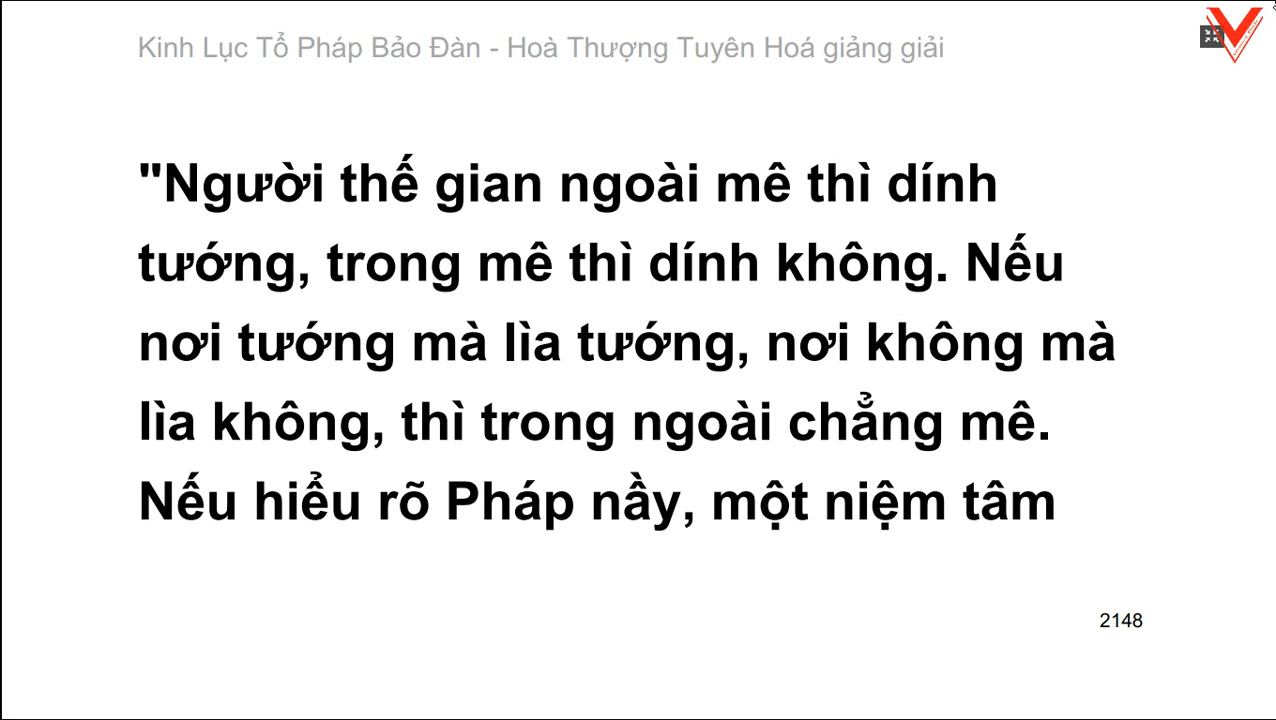 Kinh Lục Tổ Pháp Bảo Đàn - Hoà Thượng Tuyên Hoá giảng giải
"Người thế gian ngoài mê thì dính
tướng, trong mê thì dính không. Nếu
nơi tướng mà lìa tướng, nơi không mà
lìa không, thì trong ngoài chẳng mê.
Nếu hiểu rõ Pháp nầy, một niệm tâm
2148